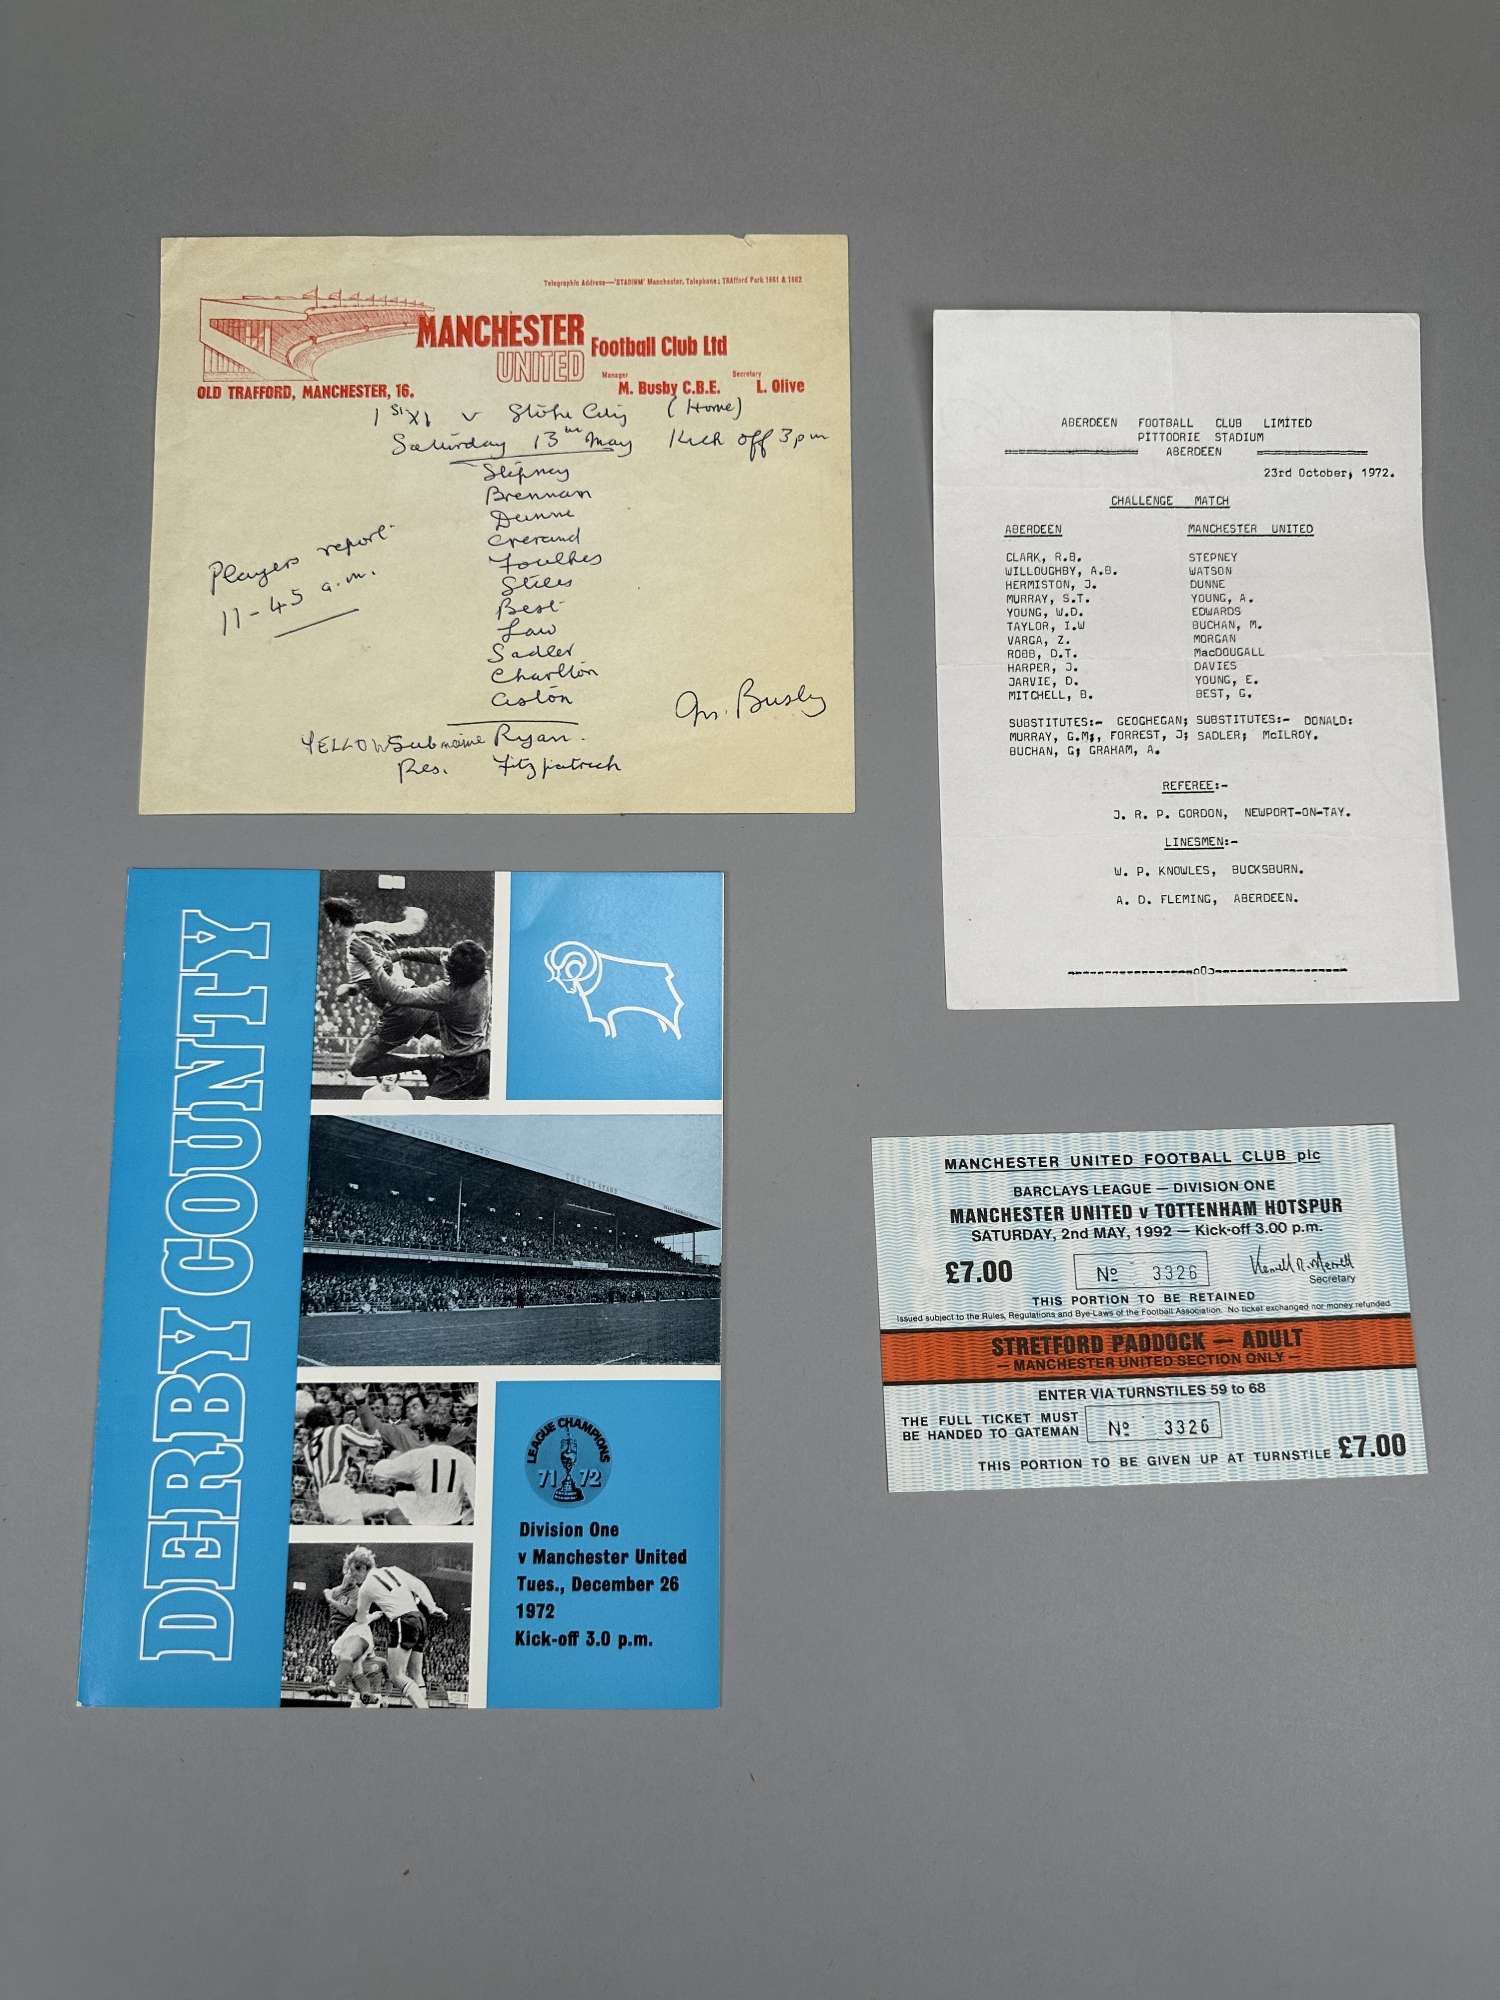 Telegraphic Address—'STADIUM' Manchester. Telephone: TRAfford Park 1661 & 1662
MANCHESTER
UNITED
Football Club Ltd
Manager
Secretary
OLD TRAFFORD, MANCHESTER, 16.
M. Busby C.B.E.
L. Olive
1st XI v Stoke City (Home)
Saturday 13th May Kick off 3pm
Stepney
Brennan
Dunne
Crerand
Foulkes
Stiles
Best
Law
Sadler
Charlton
Aston
Players report
11-45 a.m.
M. Busby
YELLOW Submarine Ryan.
Res. Fitzpatrick
ABERDEEN FOOTBALL CLUB LIMITED
PITTODRIE STADIUM
ABERDEEN
23rd October, 1972.
CHALLENGE MATCH
ABERDEEN
CLARK, R.B.
WILLOUGHBY, A.B.
HERMISTON, J.
MURRAY, S.T.
YOUNG, W.D.
TAYLOR, I.W
VARGA, Z.
ROBB, D.T.
HARPER, J.
JARVIE, D.
MITCHELL, B.
MANCHESTER UNITED
STEPNEY
WATSON
DUNNE
YOUNG, A.
EDWARDS
BUCHAN, M.
MORGAN
MacDOUGALL
DAVIES
YOUNG, E.
BEST, G.
SUBSTITUTES:- GEOGHEGAN; SUBSTITUTES:- DONALD:
MURRAY, G.M;, FORREST, J; SADLER; McILROY.
BUCHAN, G; GRAHAM, A.
REFEREE:-
J. R. P. GORDON, NEWPORT-ON-TAY.
LINESMEN:-
W. P. KNOWLES, BUCKSBURN.
A. D. FLEMING, ABERDEEN.
DERBY COUNTY
3
11
11
LEAGUE CHAMPIONS
71 72
Division One
v Manchester United
Tues., December 26
1972
Kick-off 3.0 p.m.
MANCHESTER UNITED FOOTBALL CLUB plc
BARCLAYS LEAGUE — DIVISION ONE
MANCHESTER UNITED v TOTTENHAM HOTSPUR
SATURDAY, 2nd MAY, 1992 — Kick-off 3.00 p.m.
£7.00
No 3326
Kenneth R. Merrett
Secretary
THIS PORTION TO BE RETAINED
Issued subject to the Rules, Regulations and Bye-Laws of the Football Association. No ticket exchanged nor money refunded
STRETFORD PADDOCK — ADULT
— MANCHESTER UNITED SECTION ONLY —
ENTER VIA TURNSTILES 59 to 68
THE FULL TICKET MUST
BE HANDED TO GATEMAN
No 3326
THIS PORTION TO BE GIVEN UP AT TURNSTILE £7.00